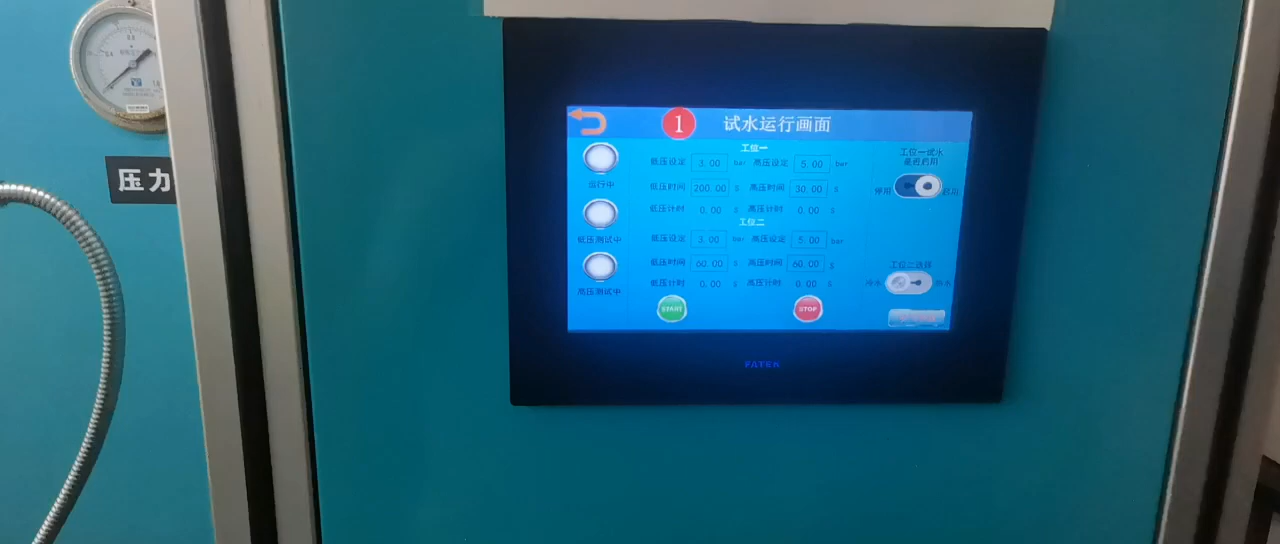 1 试水运行画面
工位一
低压设定 3.00 bar 高压设定 5.00 bar
工位一试水
是否启用
运行中
低压时间 200.00 S 高压时间 30.00 S
停用 启用
低压计时 0.00 S 高压计时 0.00 S
工位二
低压测试中
低压设定 3.00 bar 高压设定 5.00 bar
低压时间 60.00 S 高压时间 60.00 S
工位二选择
冷水 热水
高压测试中
低压计时 0.00 S 高压计时 0.00 S
START STOP
FATEK
压力